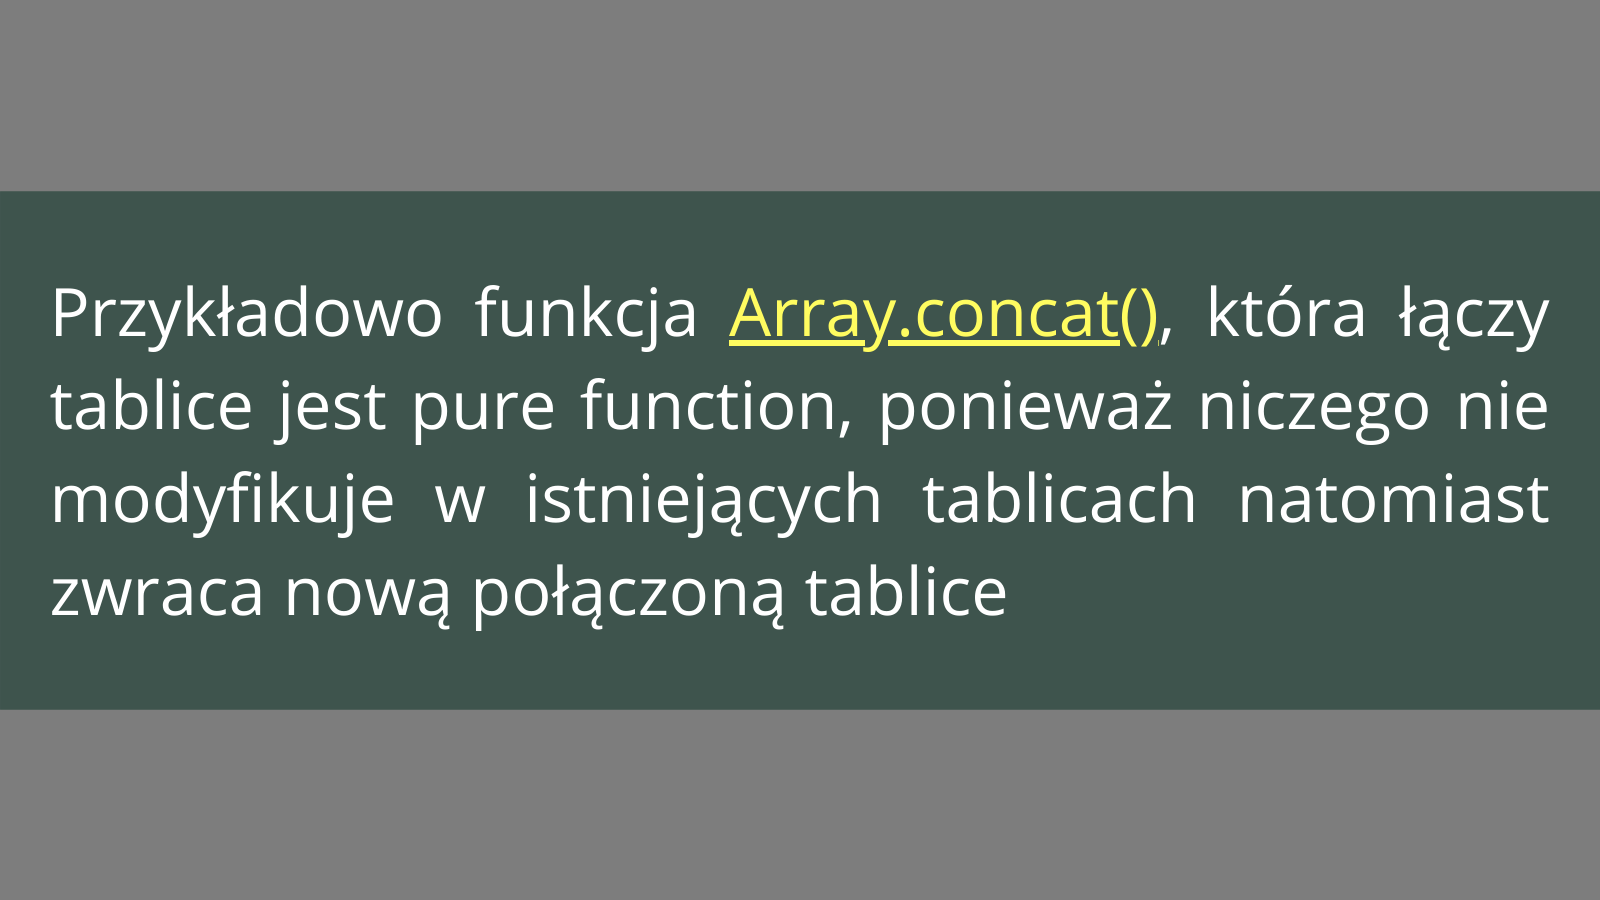 Przykładowo funkcja Array.concat(), która łączy
tablice jest pure function, ponieważ niczego nie
modyfikuje w istniejących tablicach natomiast
zwraca nową połączoną tablice